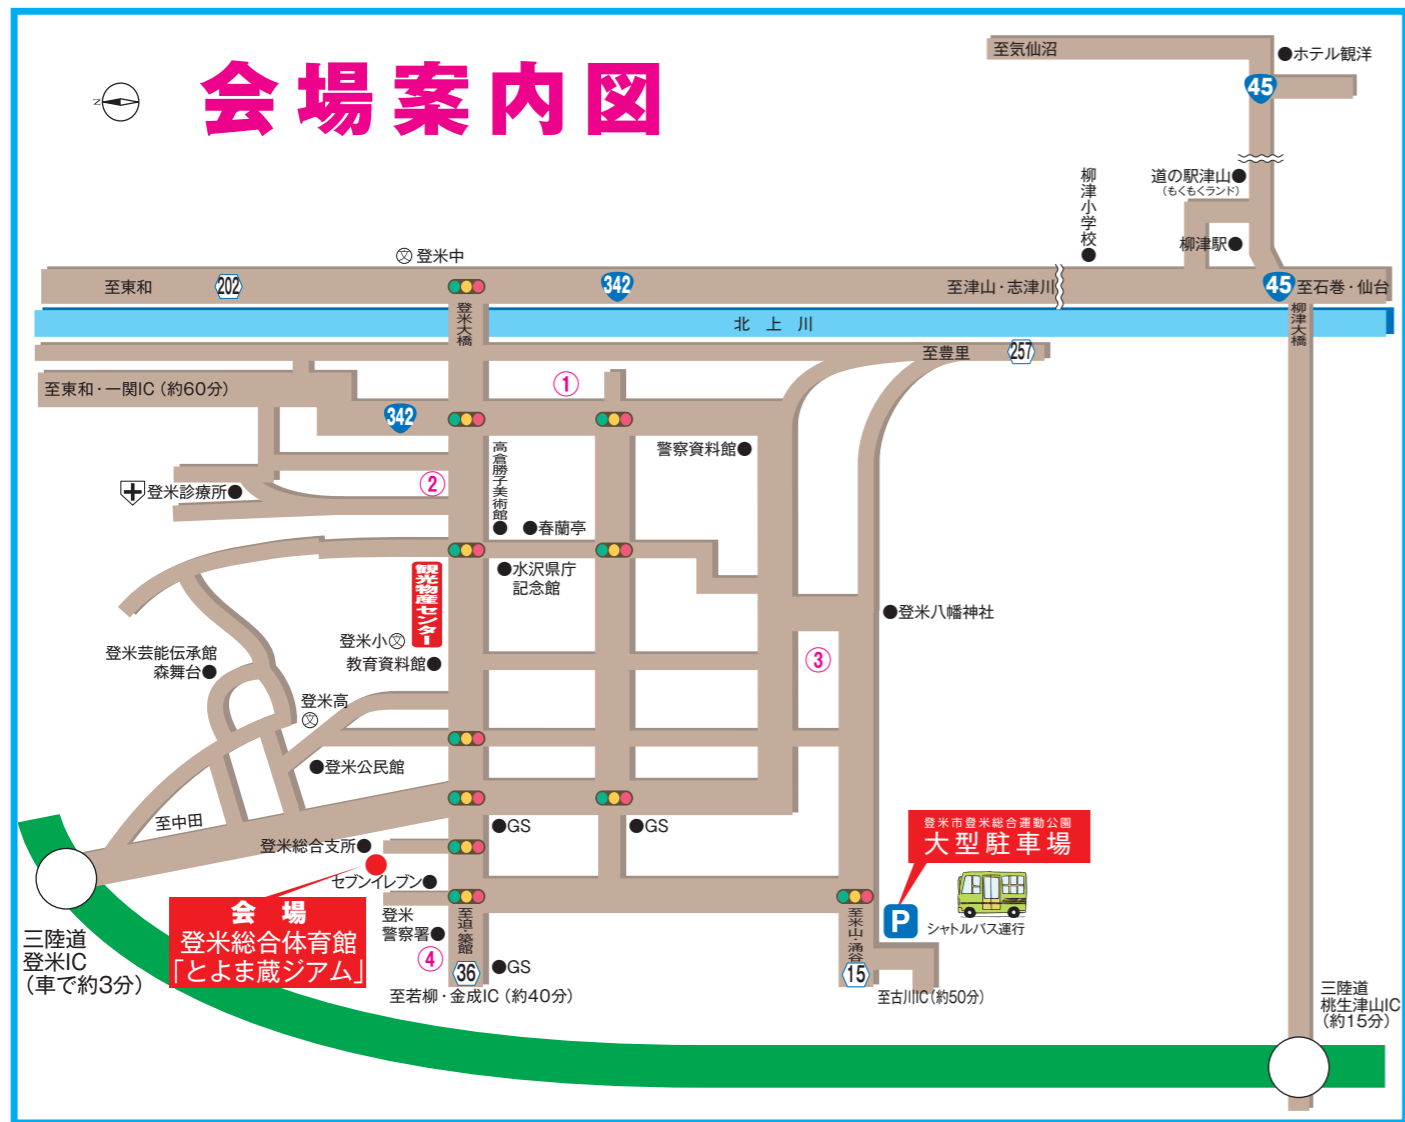 会場案内図
N
至気仙沼
ホテル観洋
45
道の駅津山
(もくもくランド)
柳津小学校
柳津駅
文 登米中
至東和
202
342
至津山・志津川
45
至石巻・仙台
登米大橋
北上川
柳津大橋
至豊里
257
至東和・一関IC(約60分)
①
342
高倉勝子美術館
警察資料館
②
登米診療所
春蘭亭
観光物産センター
水沢県庁
記念館
登米小文
登米八幡神社
教育資料館
③
登米芸能伝承館
森舞台
登米高
文
登米公民館
至中田
GS
GS
登米市登米総合運動公園
大型駐車場
登米総合支所
セブンイレブン
会場
登米総合体育館
「とよま蔵ジアム」
登米
警察署
④
至迫・築館
36
GS
至米山・涌谷
15
P
シャトルバス運行
三陸道
登米IC
(車で約3分)
至若柳・金成IC(約40分)
至古川IC(約50分)
三陸道
桃生津山IC
(約15分)